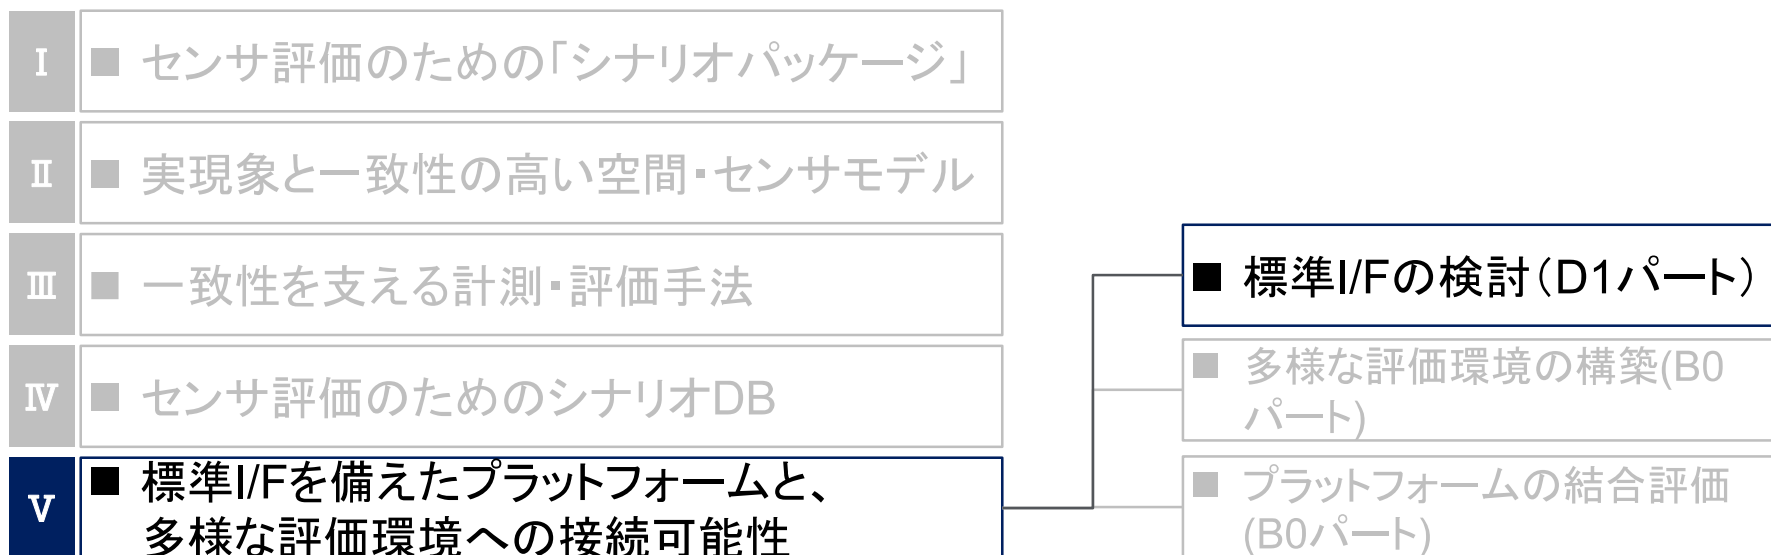 Ⅰ ■ センサ評価のための「シナリオパッケージ」
Ⅱ ■ 実現象と一致性の高い空間・センサモデル
Ⅲ ■ 一致性を支える計測・評価手法
Ⅳ ■ センサ評価のためのシナリオDB
Ⅴ ■ 標準I/Fを備えたプラットフォームと、
多様な評価環境への接続可能性
■ 標準I/Fの検討(D1パート)
■ 多様な評価環境の構築(B0
パート)
■ プラットフォームの結合評価
(B0パート)